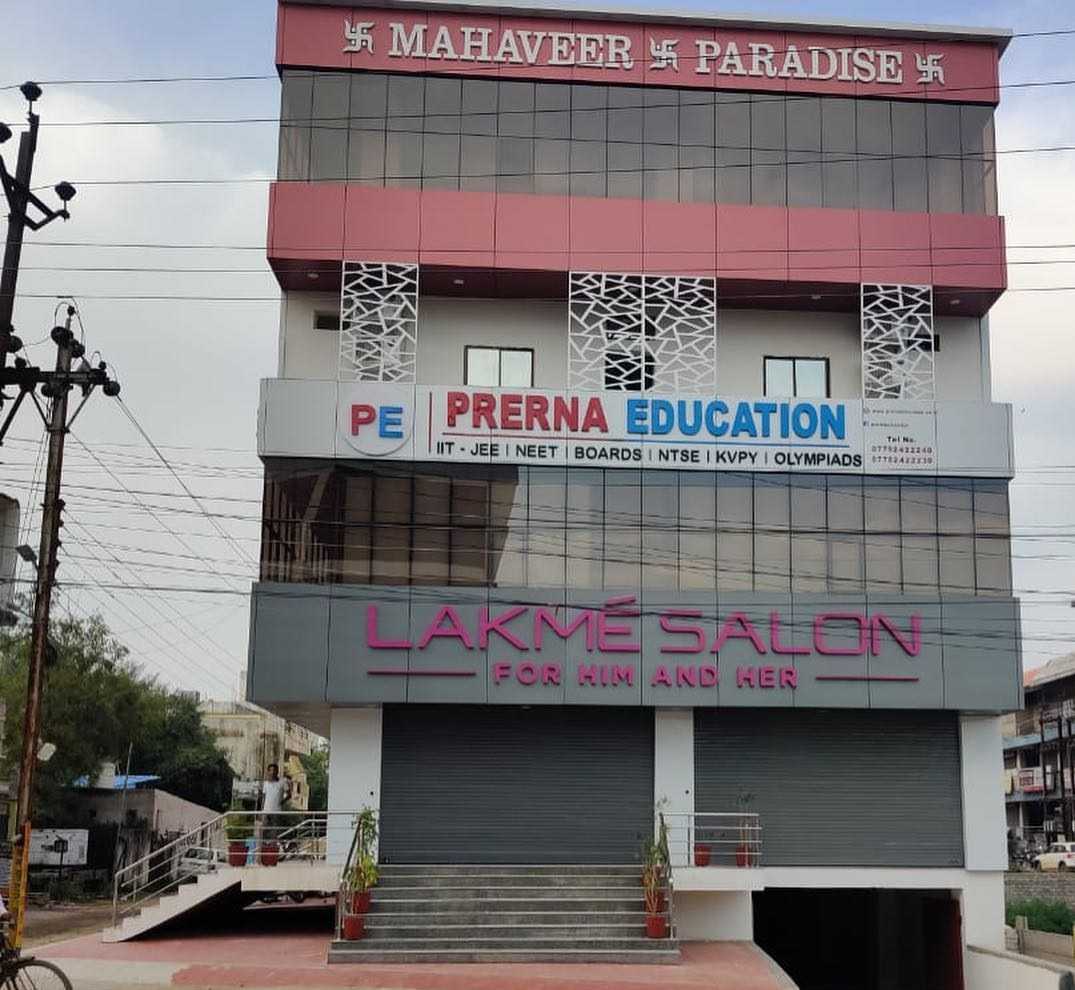 卐 MAHAVEER 卐 PARADISE 卐
PE
PRERNA EDUCATION
IIT - JEE | NEET | BOARDS | NTSE | KVPY | OLYMPIADS
Tel No.
LAKMÉ SALON
FOR HIM AND HER